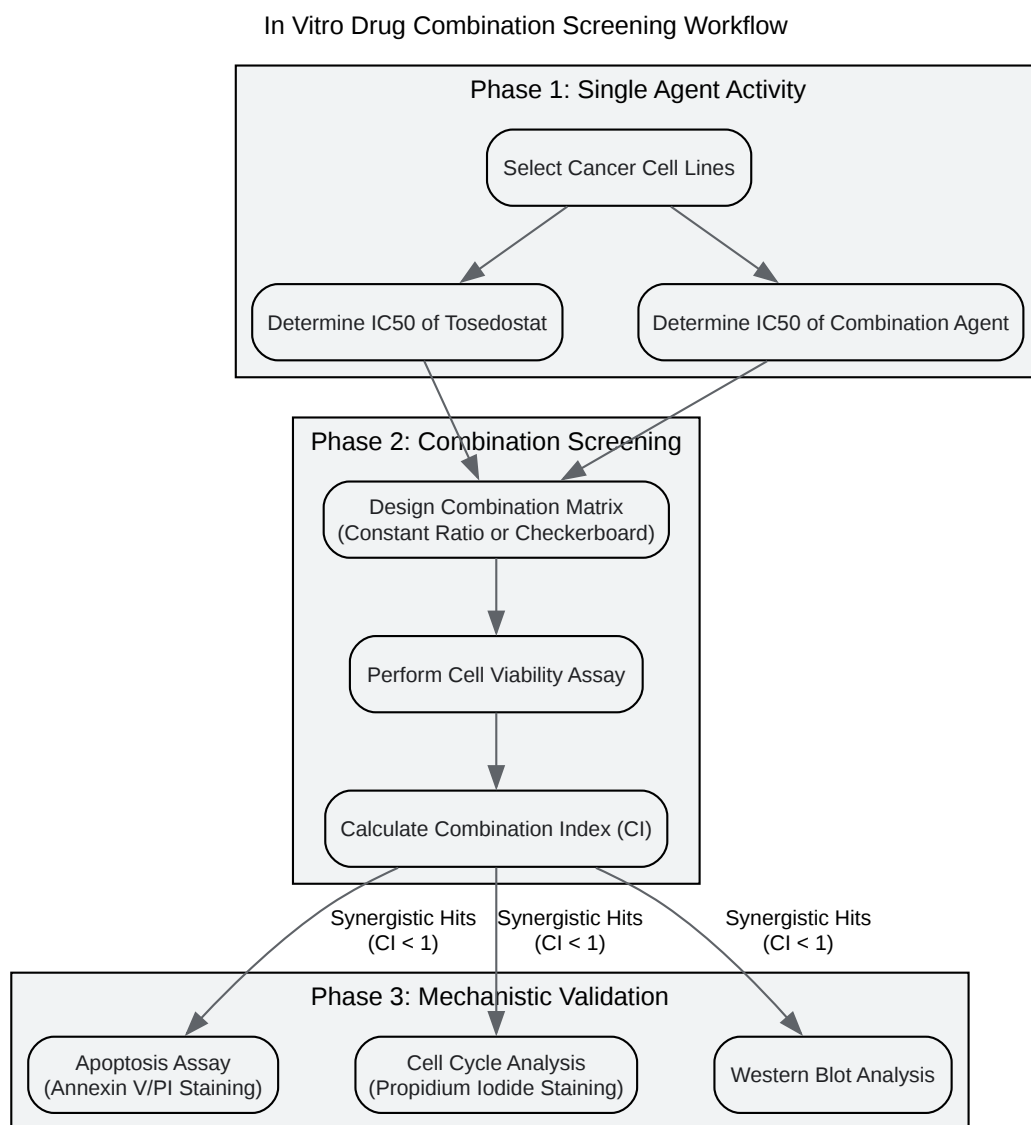 In Vitro Drug Combination Screening Workflow
Phase 1: Single Agent Activity
Select Cancer Cell Lines
Determine IC50 of Tosedostat
Determine IC50 of Combination Agent
Phase 2: Combination Screening
Design Combination Matrix
(Constant Ratio or Checkerboard)
Perform Cell Viability Assay
Calculate Combination Index (CI)
Synergistic Hits
(CI < 1)
Synergistic Hits
(CI < 1)
Synergistic Hits
(CI < 1)
Phase 3: Mechanistic Validation
Apoptosis Assay
(Annexin V/PI Staining)
Cell Cycle Analysis
(Propidium Iodide Staining)
Western Blot Analysis